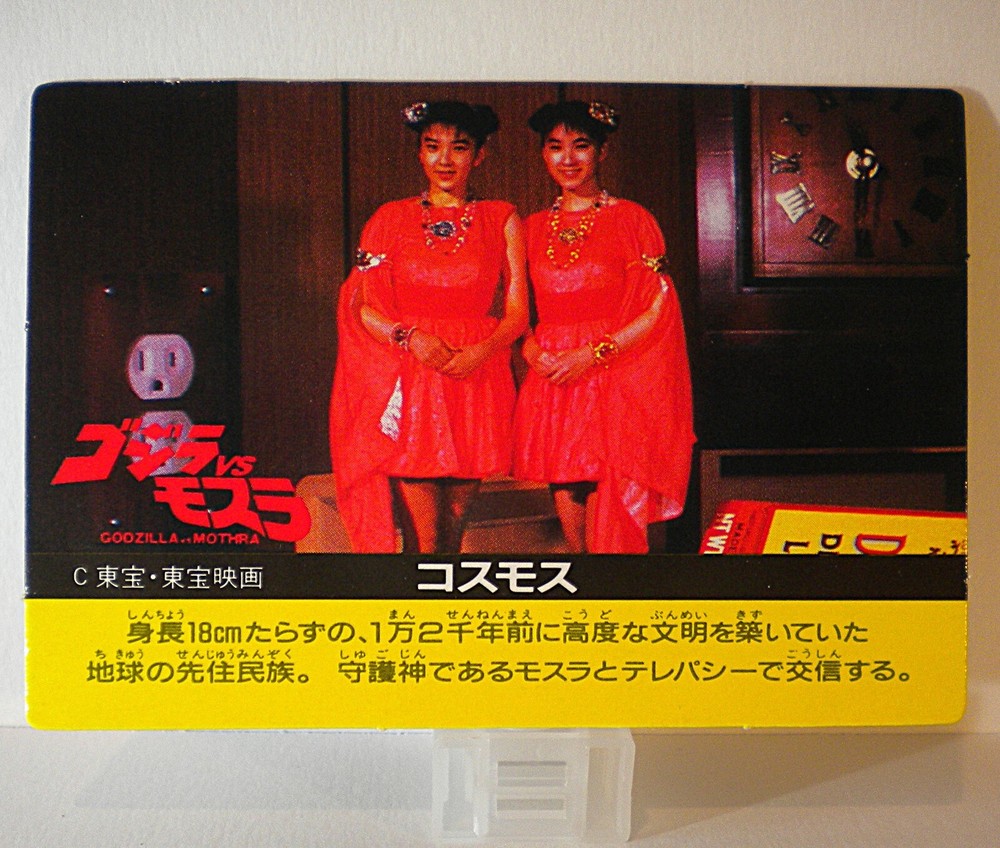 ゴジラVS
モスラ
GODZILLA VS MOTHRA
NT W
MADE
D
DE
L
C 東宝・東宝映画
コスモス
しんちょう まん せんねんまえ こうど ぶんめい きず
身長18cmたらずの、1万2千年前に高度な文明を築いていた
ちきゅう せんじゅうみんぞく しゅごじん こうしん
地球の先住民族。 守護神であるモスラとテレパシーで交信する。